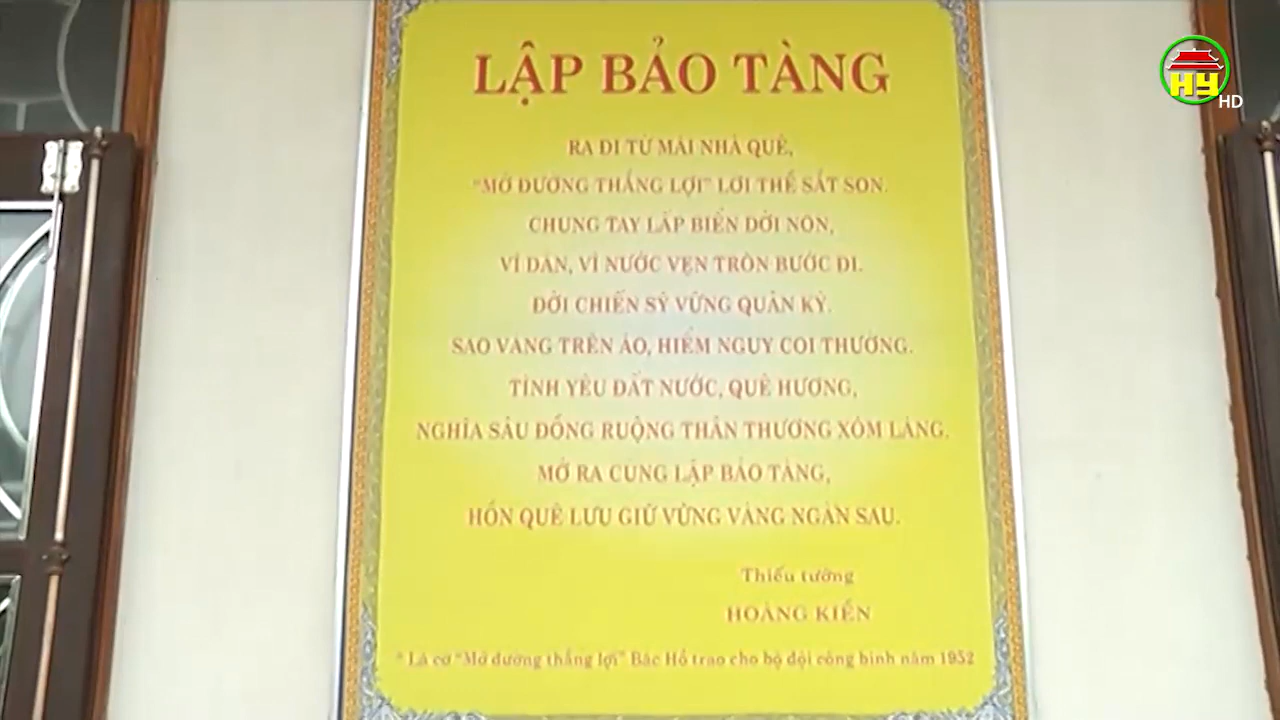 LẬP BẢO TÀNG
RA ĐI TỪ MÁI NHÀ QUÊ,
"MỞ ĐƯỜNG THẮNG LỢI" LỜI THỀ SẮT SON.
CHUNG TAY LẤP BIỂN DỜI NON,
VÌ DÂN, VÌ NƯỚC VẸN TRÒN BƯỚC ĐI.
ĐỜI CHIẾN SỸ VỮNG QUÂN KỲ.
SAO VÀNG TRÊN ÁO, HIỂM NGUY COI THƯỜNG.
TÌNH YÊU ĐẤT NƯỚC, QUÊ HƯƠNG,
NGHĨA SÂU ĐỒNG RUỘNG THÂN THƯƠNG XÓM LÀNG.
MỞ RA CÙNG LẬP BẢO TÀNG,
HỒN QUÊ LƯU GIỮ VỮNG VÀNG NGÀN SAU.
Thiếu tướng
HOÀNG KIỀN
* Lá cờ "Mở đường thắng lợi" Bác Hồ trao cho bộ đội công binh năm 1952
HY HD